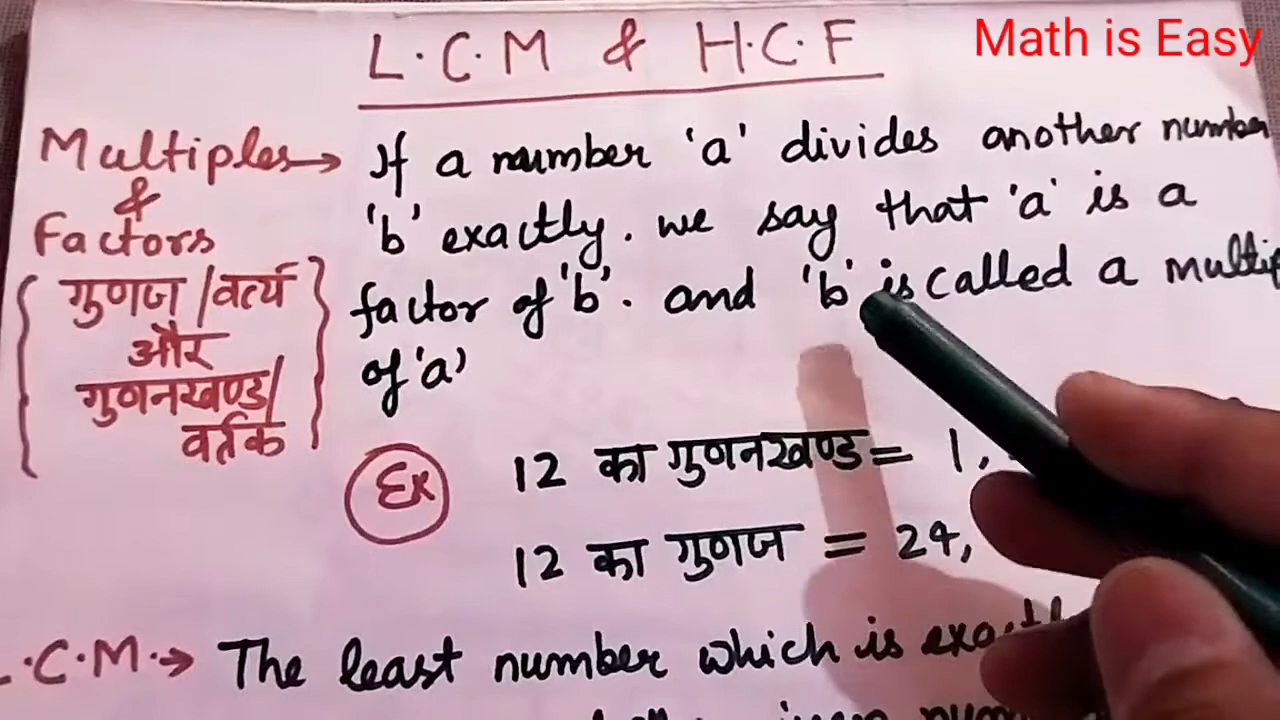 L.C.M & H.C.F
Math is Easy
Multiples → If a number 'a' divides another number
&
Factors
'b' exactly. we say that 'a' is a
factor of 'b'. and 'b' is called a
of 'a'
{गुणज/वर्त्य
और
गुणनखण्ड/
वर्तक}
Ex
12 का गुणनखण्ड = 1,
12 का गुणज = 24,
.C.M. → The least number which is